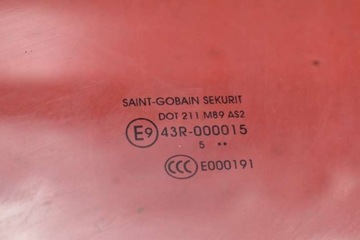 SAINT-GOBAIN SEKURIT
DOT 211 M89 AS2
E9 43R-000015
5 ••
CCC E000191